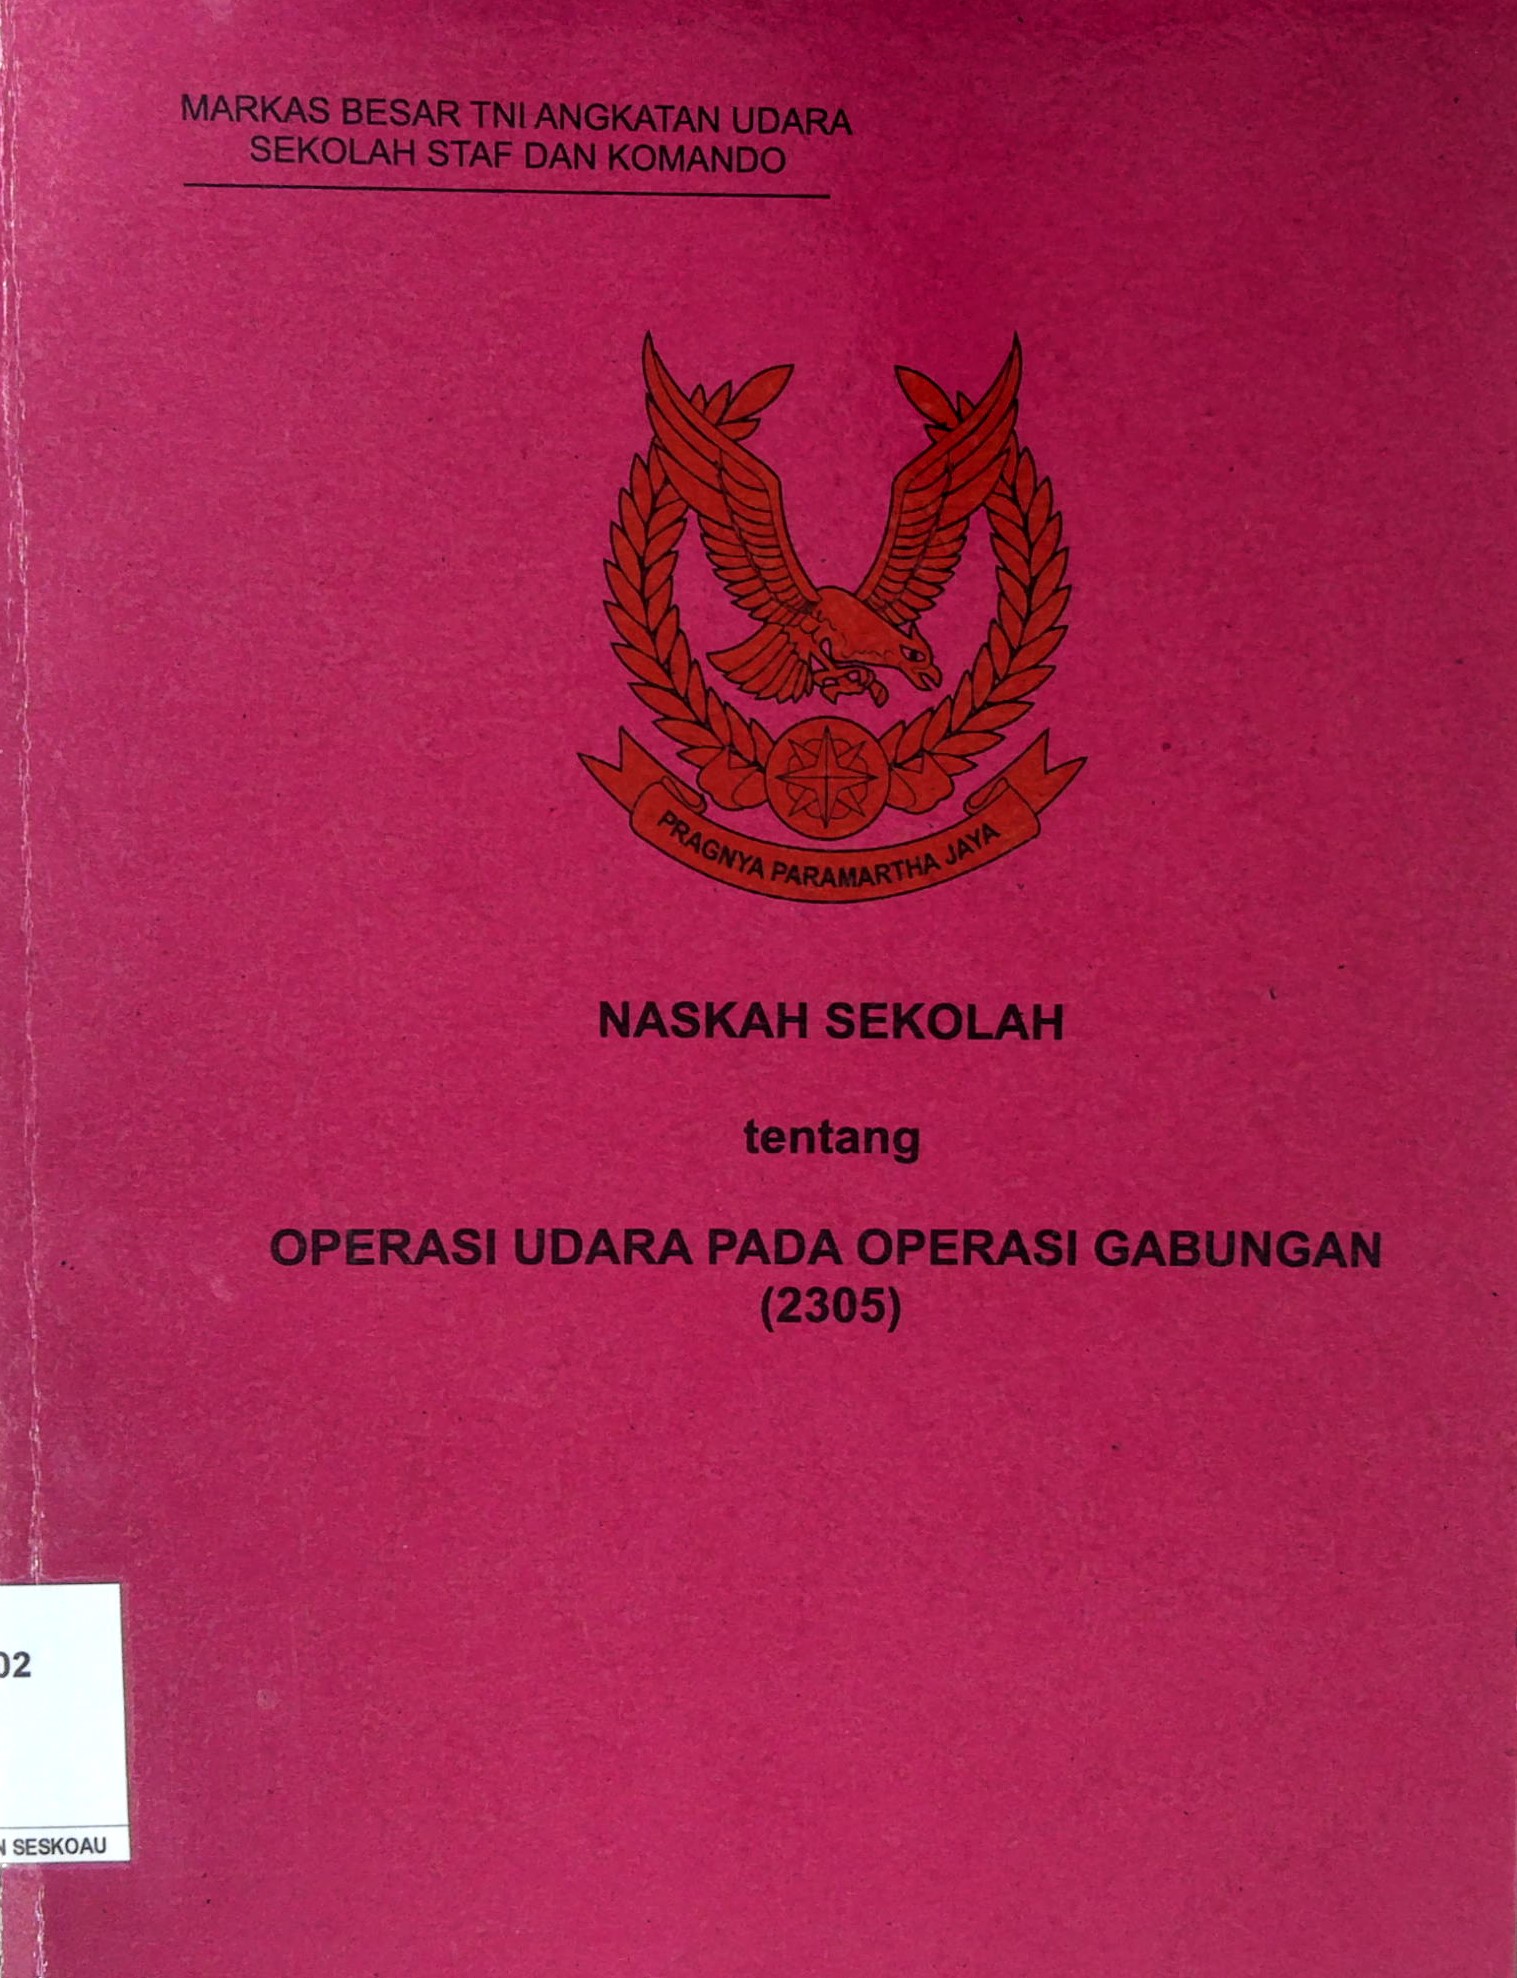 MARKAS BESAR TNI ANGKATAN UDARA
SEKOLAH STAF DAN KOMANDO
PRAGNYA PARAMARTHA JAYA
NASKAH SEKOLAH
tentang
OPERASI UDARA PADA OPERASI GABUNGAN
(2305)
02
N SESKOAU